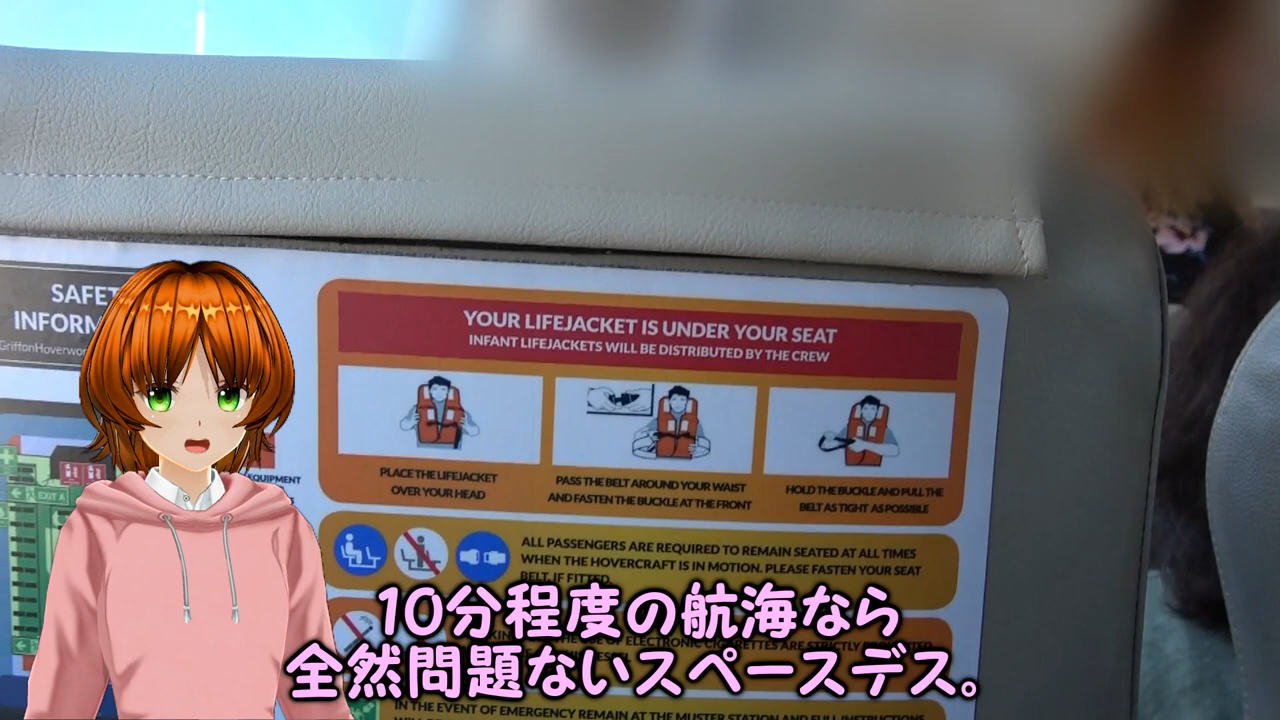 SAFET
INFORM
GriffonHoverwo
EQUIPMENT
EXIT A
YOUR LIFEJACKET IS UNDER YOUR SEAT
INFANT LIFEJACKETS WILL BE DISTRIBUTED BY THE CREW
PLACE THE LIFEJACKET
OVER YOUR HEAD
PASS THE BELT AROUND YOUR WAIST
AND FASTEN THE BUCKLE AT THE FRONT
HOLD THE BUCKLE AND PULL THE
BELT AS TIGHT AS POSSIBLE
ALL PASSENGERS ARE REQUIRED TO REMAIN SEATED AT ALL TIMES
WHEN THE HOVERCRAFT IS IN MOTION. PLEASE FASTEN YOUR SEAT
BELT, IF FITTED.
OF ELECTRONIC CIGARETTES ARE STRICTLY
10分程度の航海なら
全然問題ないスペースデス。
IN THE EVENT OF EMERGENCY REMAIN AT THE MUSTER STATION AND FULL INSTRUCTIONS